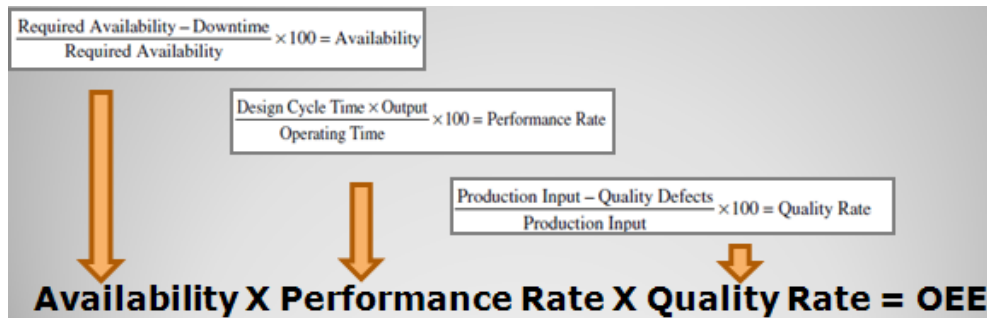 Required Availability – Downtime
Required Availability
×100 = Availability
Design Cycle Time × Output
Operating Time
×100 = Performance Rate
Production Input – Quality Defects
Production Input
×100 = Quality Rate
Availability X Performance Rate X Quality Rate = OEE